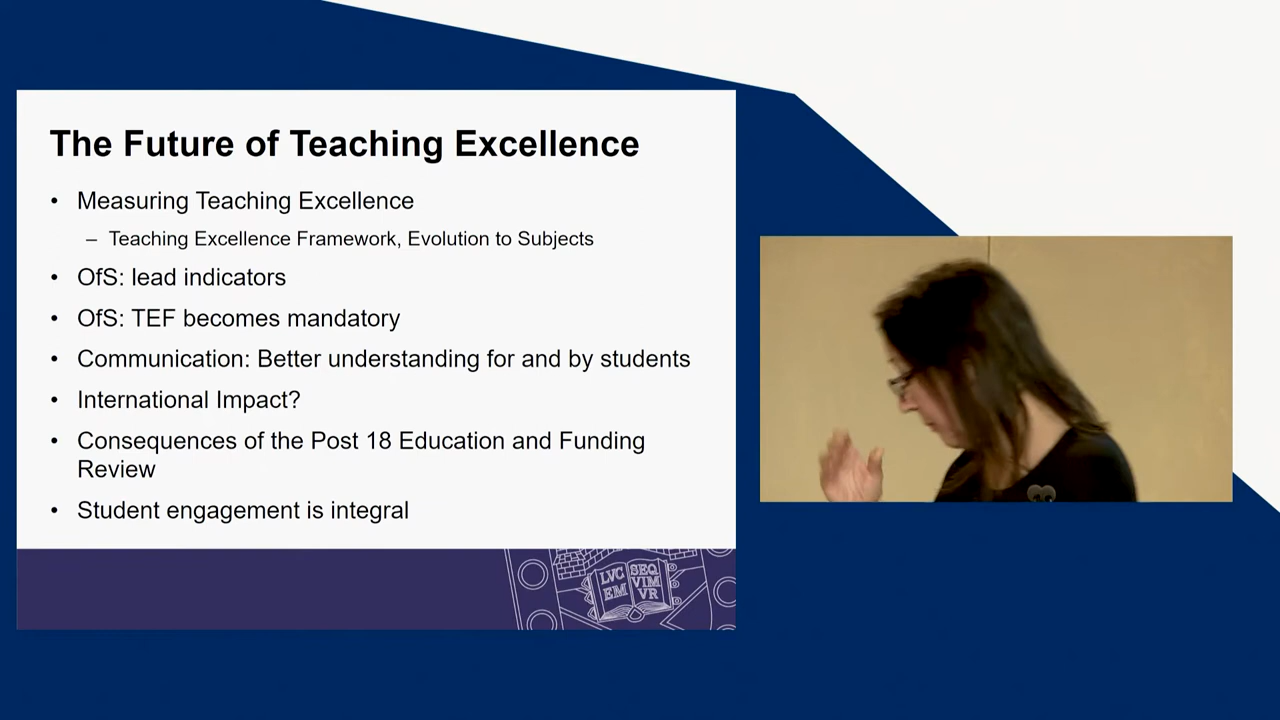 The Future of Teaching Excellence
• Measuring Teaching Excellence
– Teaching Excellence Framework, Evolution to Subjects
• OfS: lead indicators
• OfS: TEF becomes mandatory
• Communication: Better understanding for and by students
• International Impact?
• Consequences of the Post 18 Education and Funding
Review
• Student engagement is integral
LVC
EM
SEQ
VIM
VR